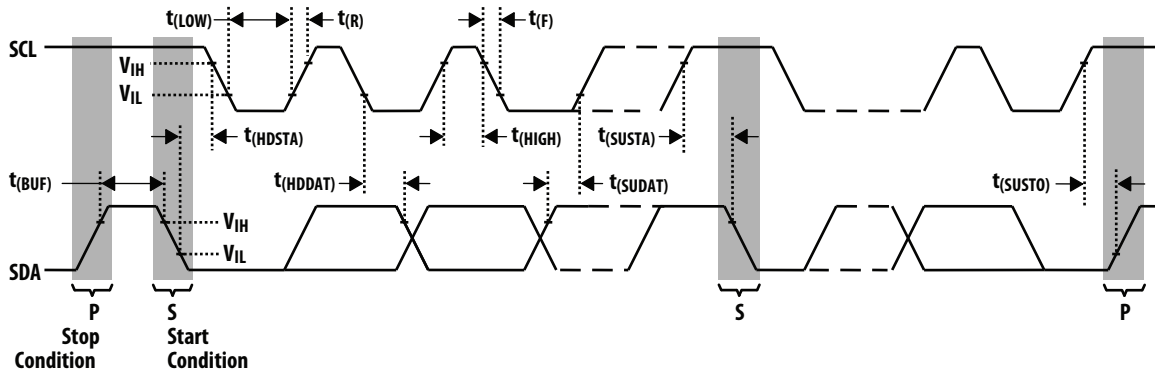 t(LOW) t(R) t(F)
SCL
VIH
VIL
t(HDSTA) t(HIGH) t(SUSTA)
t(BUF) t(HDDAT) t(SUDAT) t(SUSTO)
VIH
VIL
SDA
P S S P
Stop Start
Condition Condition